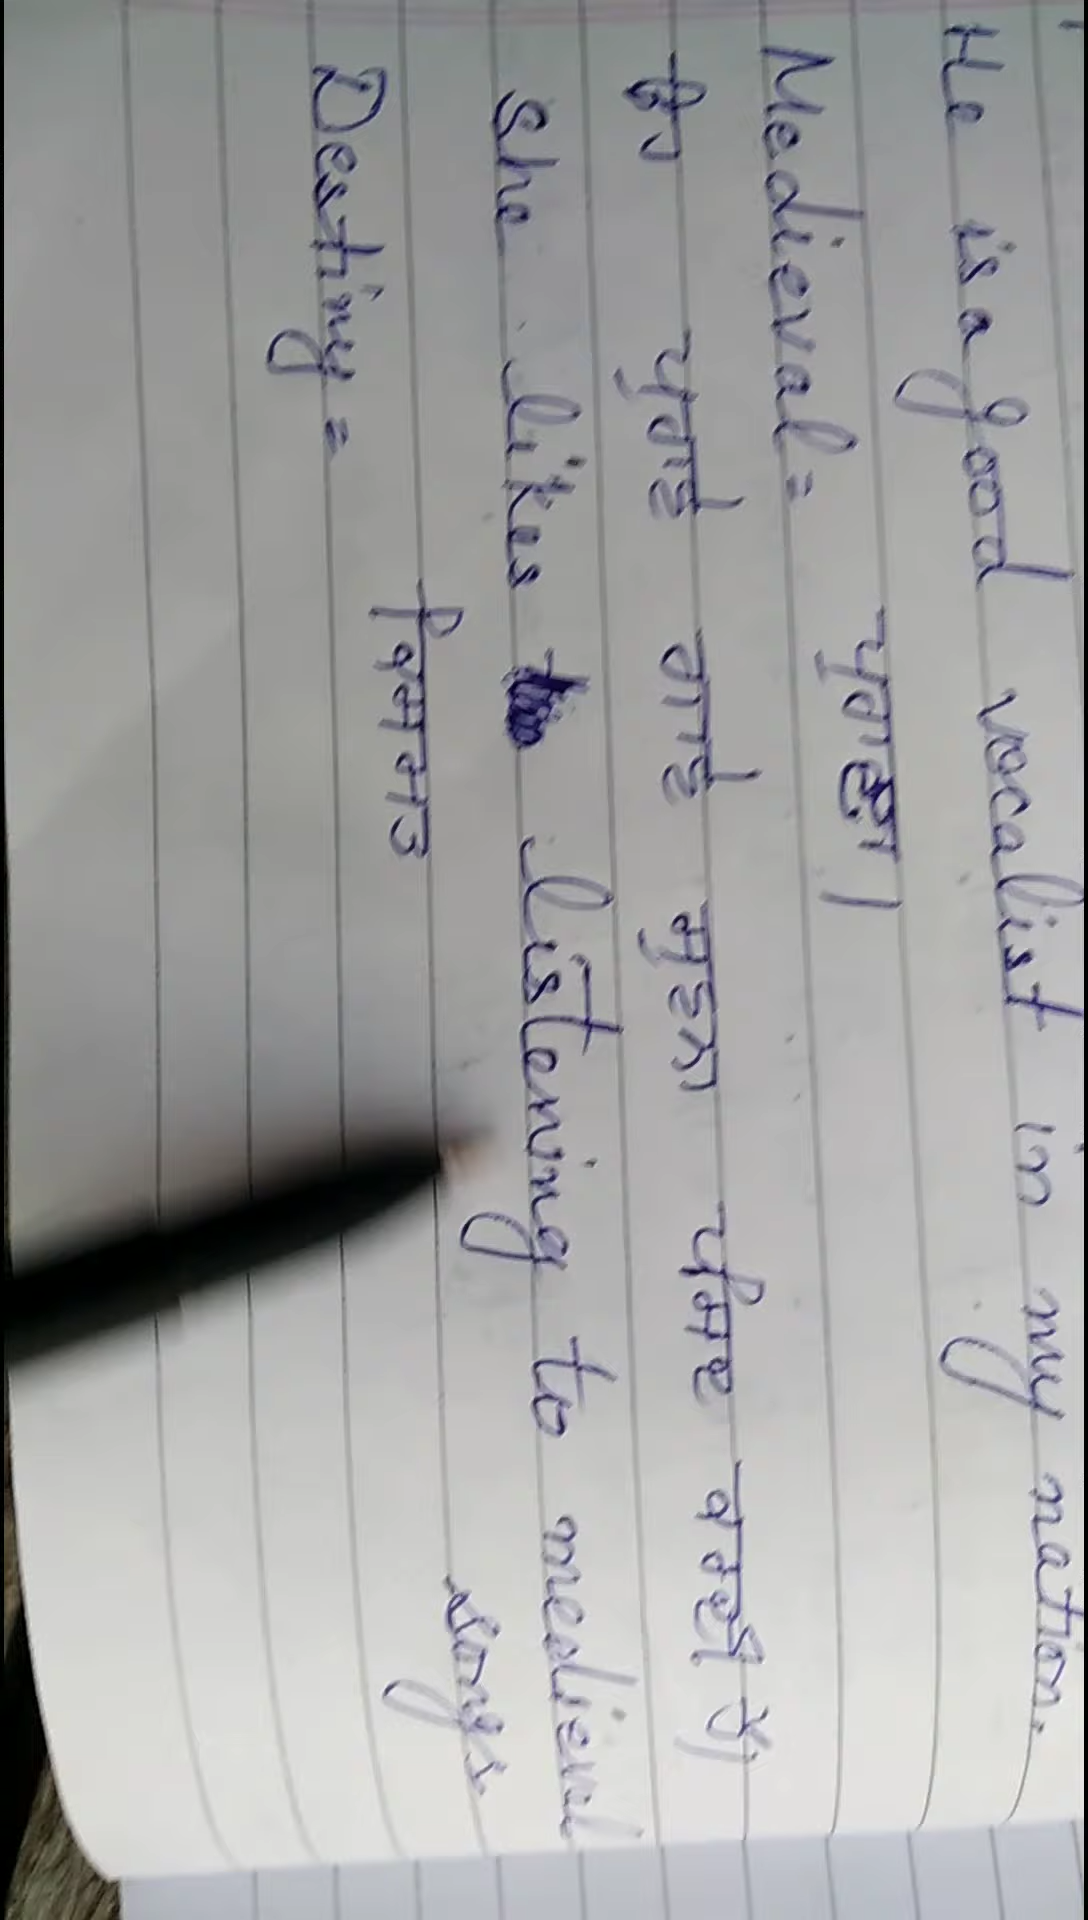 He is a good vocalist in my nation.
Medieval = ਪੁਰਾਣਾ।
ਉਹ ਪੁਰਾਣੇ ਗਾਣੇ ਸੁਣਨਾ ਪਸੰਦ ਕਰਦੀ ਹੈ।
She likes listening to medieval
songs.
Destiny = ਕਿਸਮਤ